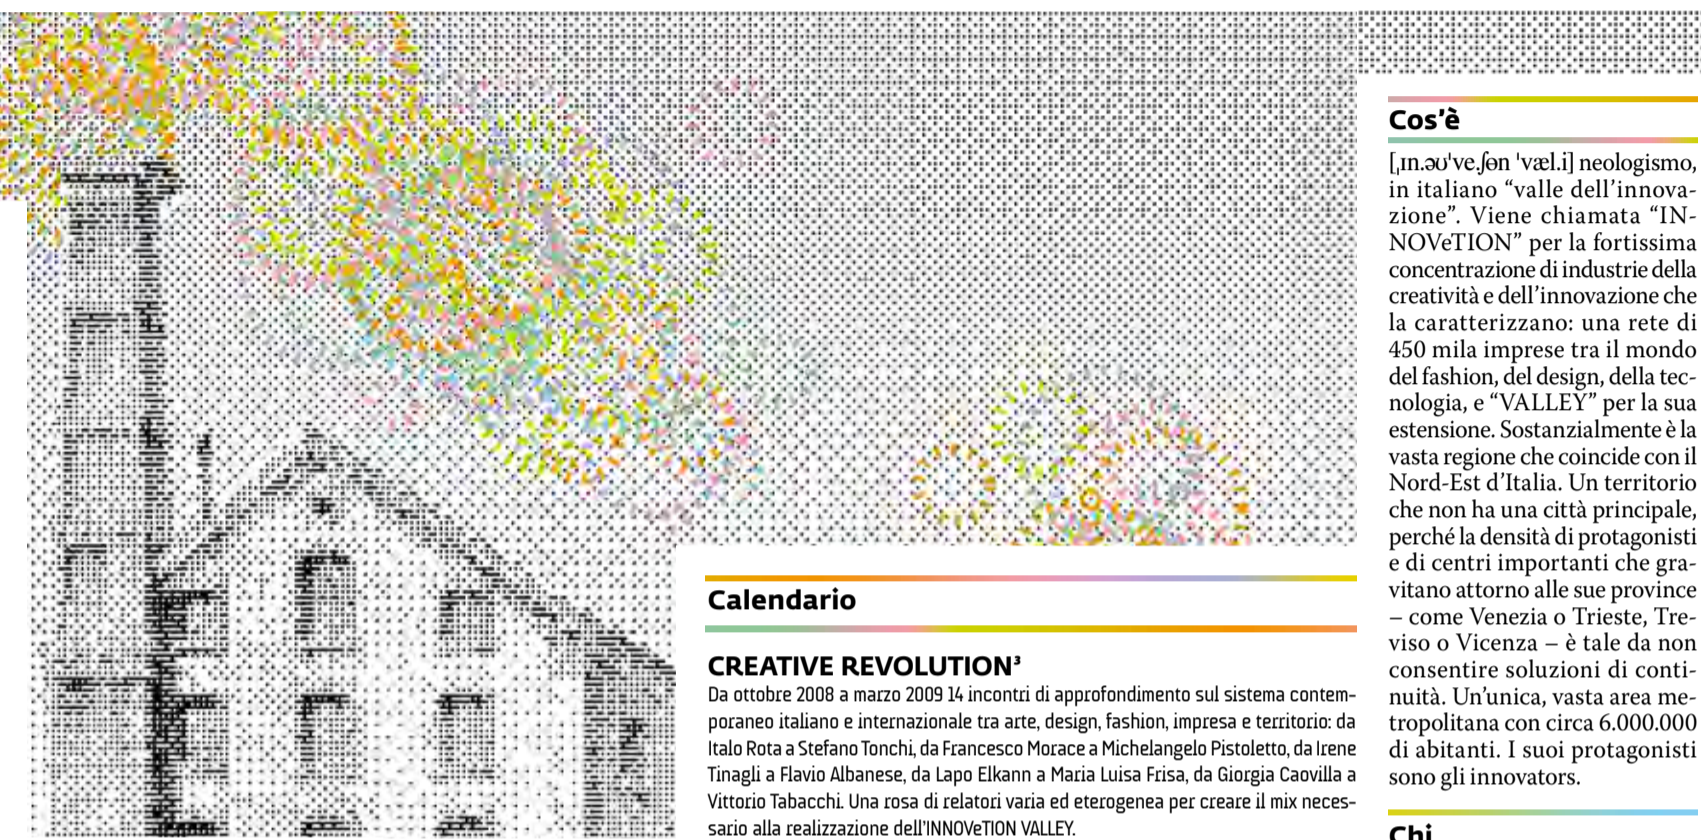 Calendario
CREATIVE REVOLUTION³
Da ottobre 2008 a marzo 2009 14 incontri di approfondimento sul sistema contem-
poraneo italiano e internazionale tra arte, design, fashion, impresa e territorio: da
Italo Rota a Stefano Tonchi, da Francesco Morace a Michelangelo Pistoletto, da Irene
Tinagli a Flavio Albanese, da Lapo Elkann a Maria Luisa Frisa, da Giorgia Caovilla a
Vittorio Tabacchi. Una rosa di relatori varia ed eterogenea per creare il mix neces-
sario alla realizzazione dell'INNOVeTION VALLEY.
Cos'è
[ˌɪn.əʊˈve.ʃɵn ˈvæl.i] neologismo,
in italiano “valle dell'innova-
zione”. Viene chiamata “IN-
NOVeTION” per la fortissima
concentrazione di industrie della
creatività e dell'innovazione che
la caratterizzano: una rete di
450 mila imprese tra il mondo
del fashion, del design, della tec-
nologia, e “VALLEY” per la sua
estensione. Sostanzialmente è la
vasta regione che coincide con il
Nord-Est d'Italia. Un territorio
che non ha una città principale,
perché la densità di protagonisti
e di centri importanti che gra-
vitano attorno alle sue province
– come Venezia o Trieste, Tre-
viso o Vicenza – è tale da non
consentire soluzioni di conti-
nuità. Un'unica, vasta area me-
tropolitana con circa 6.000.000
di abitanti. I suoi protagonisti
sono gli innovators.
Chi